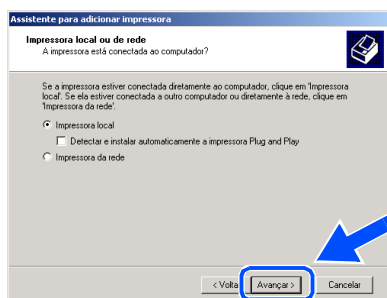 Assistente para adicionar impressora
Impressora local ou de rede
A impressora está conectada ao computador?
Se a impressora estiver conectada diretamente ao computador, clique em 'Impressora
local'. Se ela estiver conectada a outro computador ou diretamente à rede, clique em
'Impressora da rede'.
Impressora local
Detectar e instalar automaticamente a impressora Plug and Play
Impressora da rede
< Volta Avançar > Cancelar